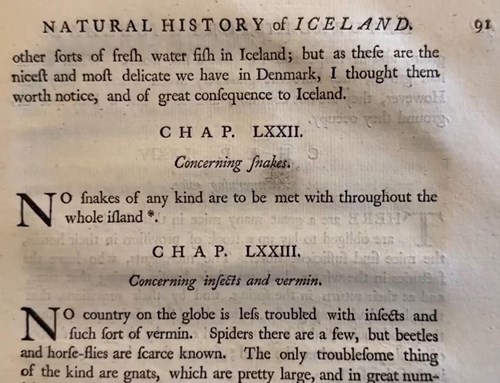 NATURAL HISTORY of ICELAND. 91
other ſorts of freſh water fiſh in Iceland; but as theſe are the
niceſt and moſt delicate we have in Denmark, I thought them
worth notice, and of great conſequence to Iceland.
CHAP. LXXII.
Concerning ſnakes.
NO ſnakes of any kind are to be met with throughout the
whole iſland *.
CHAP. LXXIII.
Concerning inſects and vermin.
NO country on the globe is leſs troubled with inſects and
ſuch ſort of vermin. Spiders there are a few, but beetles
and horſe-flies are ſcarce known. The only troubleſome thing
of the kind are gnats, which are pretty large, and in great num-